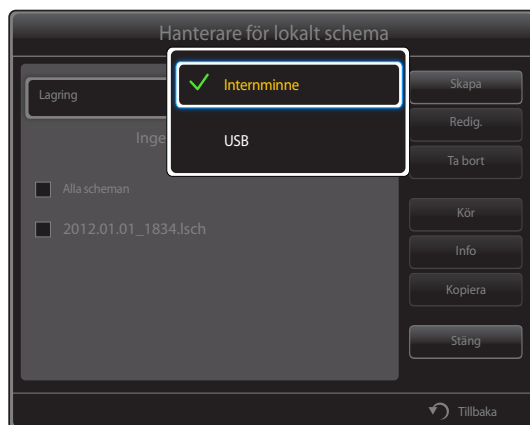 Hanterare för lokalt schema
Lagring
Internminne
USB
Inge
Alla scheman
2012.01.01_1834.lsch
Skapa
Redig.
Ta bort
Kör
Info
Kopiera
Stäng
Tillbaka